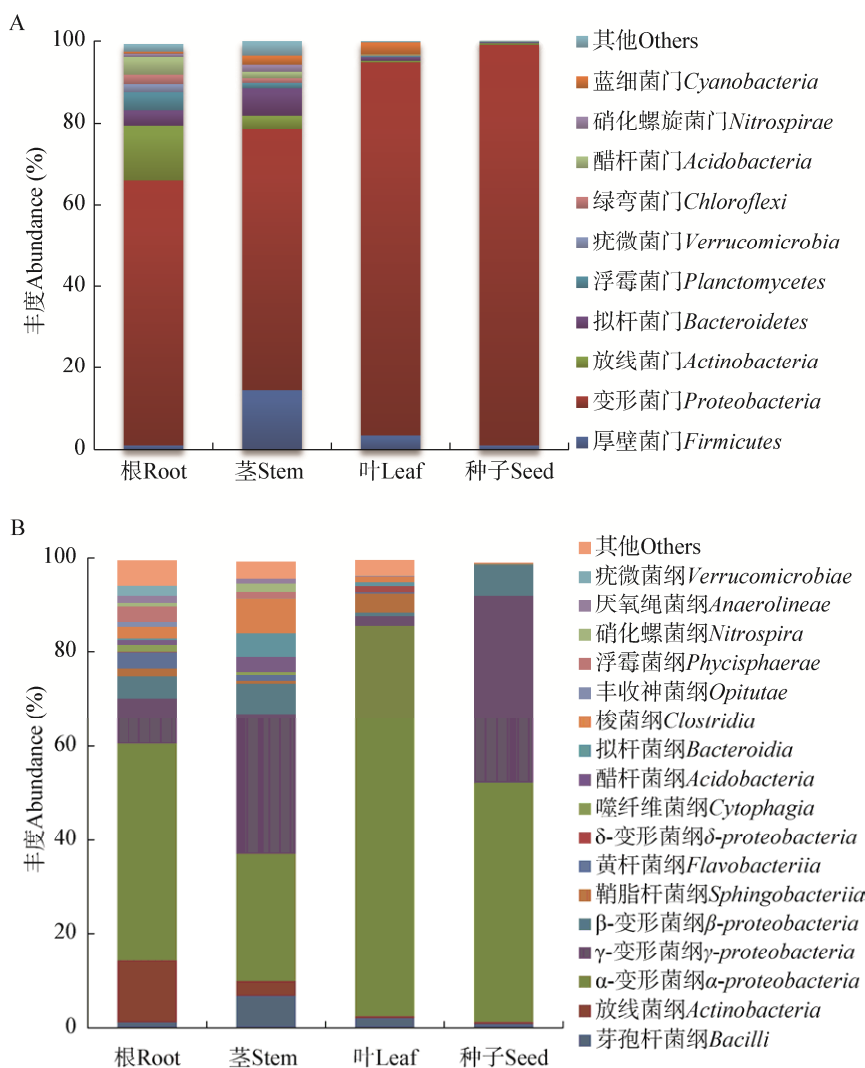 A
丰度Abundance (%)
100
80
60
40
20
0
根Root
茎Stem
叶Leaf
种子Seed
其他Others
蓝细菌门Cyanobacteria
硝化螺旋菌门Nitrospirae
醋杆菌门Acidobacteria
绿弯菌门Chloroflexi
疣微菌门Verrucomicrobia
浮霉菌门Planctomycetes
拟杆菌门Bacteroidetes
放线菌门Actinobacteria
变形菌门Proteobacteria
厚壁菌门Firmicutes
B
丰度Abundance (%)
100
80
60
40
20
0
根Root
茎Stem
叶Leaf
种子Seed
其他Others
疣微菌纲Verrucomicrobiae
厌氧绳菌纲Anaerolineae
硝化螺菌纲Nitrospira
浮霉菌纲Phycisphaerae
丰收神菌纲Opitutae
梭菌纲Clostridia
拟杆菌纲Bacteroidia
醋杆菌纲Acidobacteria
噬纤维菌纲Cytophagia
δ-变形菌纲δ-proteobacteria
黄杆菌纲Flavobacteriia
鞘脂杆菌纲Sphingobacteriia
β-变形菌纲β-proteobacteria
γ-变形菌纲γ-proteobacteria
α-变形菌纲α-proteobacteria
放线菌纲Actinobacteria
芽孢杆菌纲Bacilli